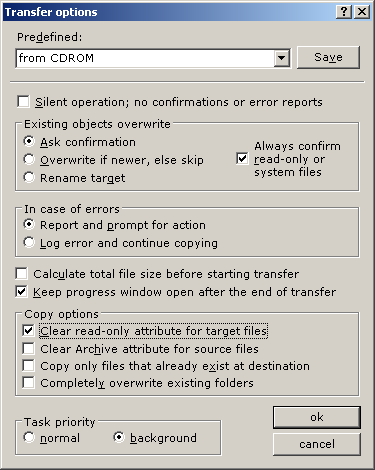 Transfer options
Predefined:
from CDROM
Save
Silent operation; no confirmations or error reports
Existing objects overwrite
Ask confirmation
Overwrite if newer, else skip
Rename target
Always confirm
read-only or
system files
In case of errors
Report and prompt for action
Log error and continue copying
Calculate total file size before starting transfer
Keep progress window open after the end of transfer
Copy options
Clear read-only attribute for target files
Clear Archive attribute for source files
Copy only files that already exist at destination
Completely overwrite existing folders
Task priority
normal
background
ok
cancel